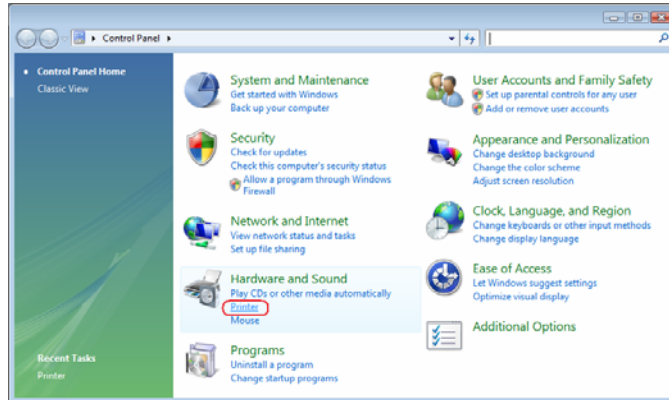 Control Panel
Control Panel Home
Classic View
Recent Tasks
Printer
System and Maintenance
Get started with Windows
Back up your computer
Security
Check for updates
Check this computer's security status
Allow a program through Windows
Firewall
Network and Internet
View network status and tasks
Set up file sharing
Hardware and Sound
Play CDs or other media automatically
Printer
Mouse
Programs
Uninstall a program
Change startup programs
User Accounts and Family Safety
Set up parental controls for any user
Add or remove user accounts
Appearance and Personalization
Change desktop background
Change the color scheme
Adjust screen resolution
Clock, Language, and Region
Change keyboards or other input methods
Change display language
Ease of Access
Let Windows suggest settings
Optimize visual display
Additional Options